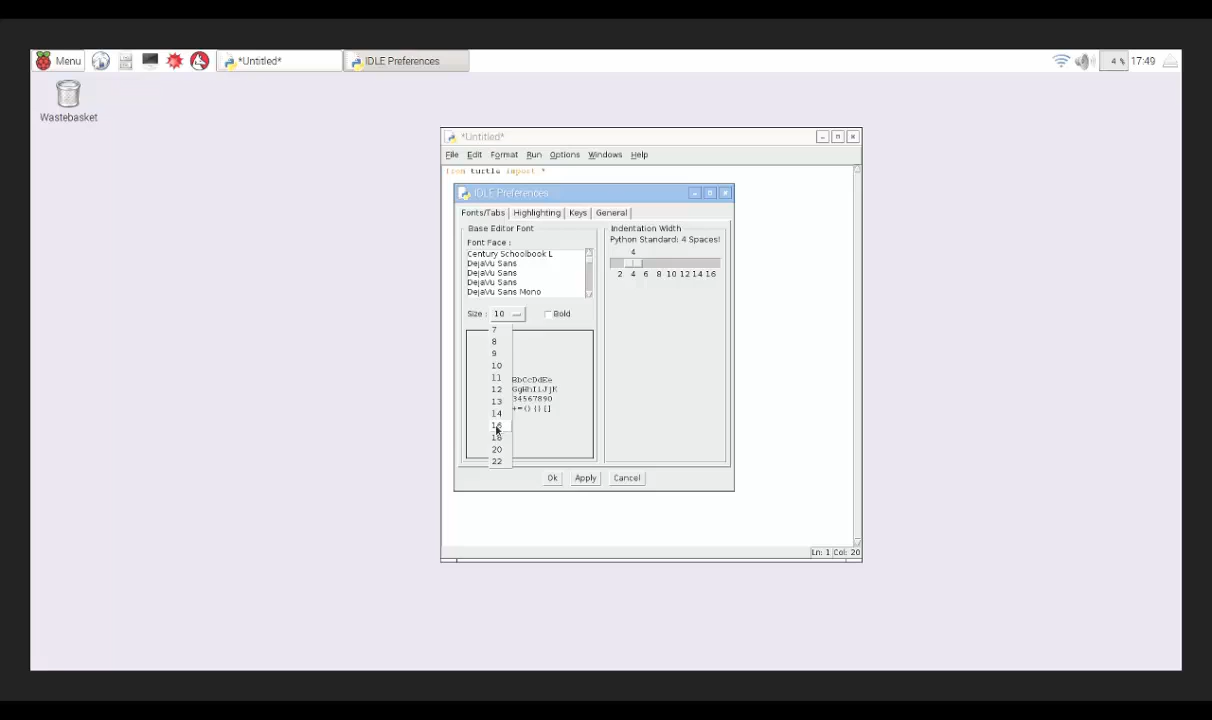 Menu
*Untitled*
IDLE Preferences
4 %
17:49
Wastebasket
*Untitled*
File Edit Format Run Options Windows Help
from turtle import *
IDLE Preferences
Fonts/Tabs Highlighting Keys General
Base Editor Font
Font Face :
Century Schoolbook L
DejaVu Sans
DejaVu Sans
DejaVu Sans
DejaVu Sans Mono
Size : 10
Bold
7
8
9
10
11
12
13
14
16
18
20
22
BbCcDdEe
GgHhIiJjK
34567890
+=(){}[]
Indentation Width
Python Standard: 4 Spaces!
4
2 4 6 8 10 12 14 16
Ok Apply Cancel
Ln: 1 Col: 20